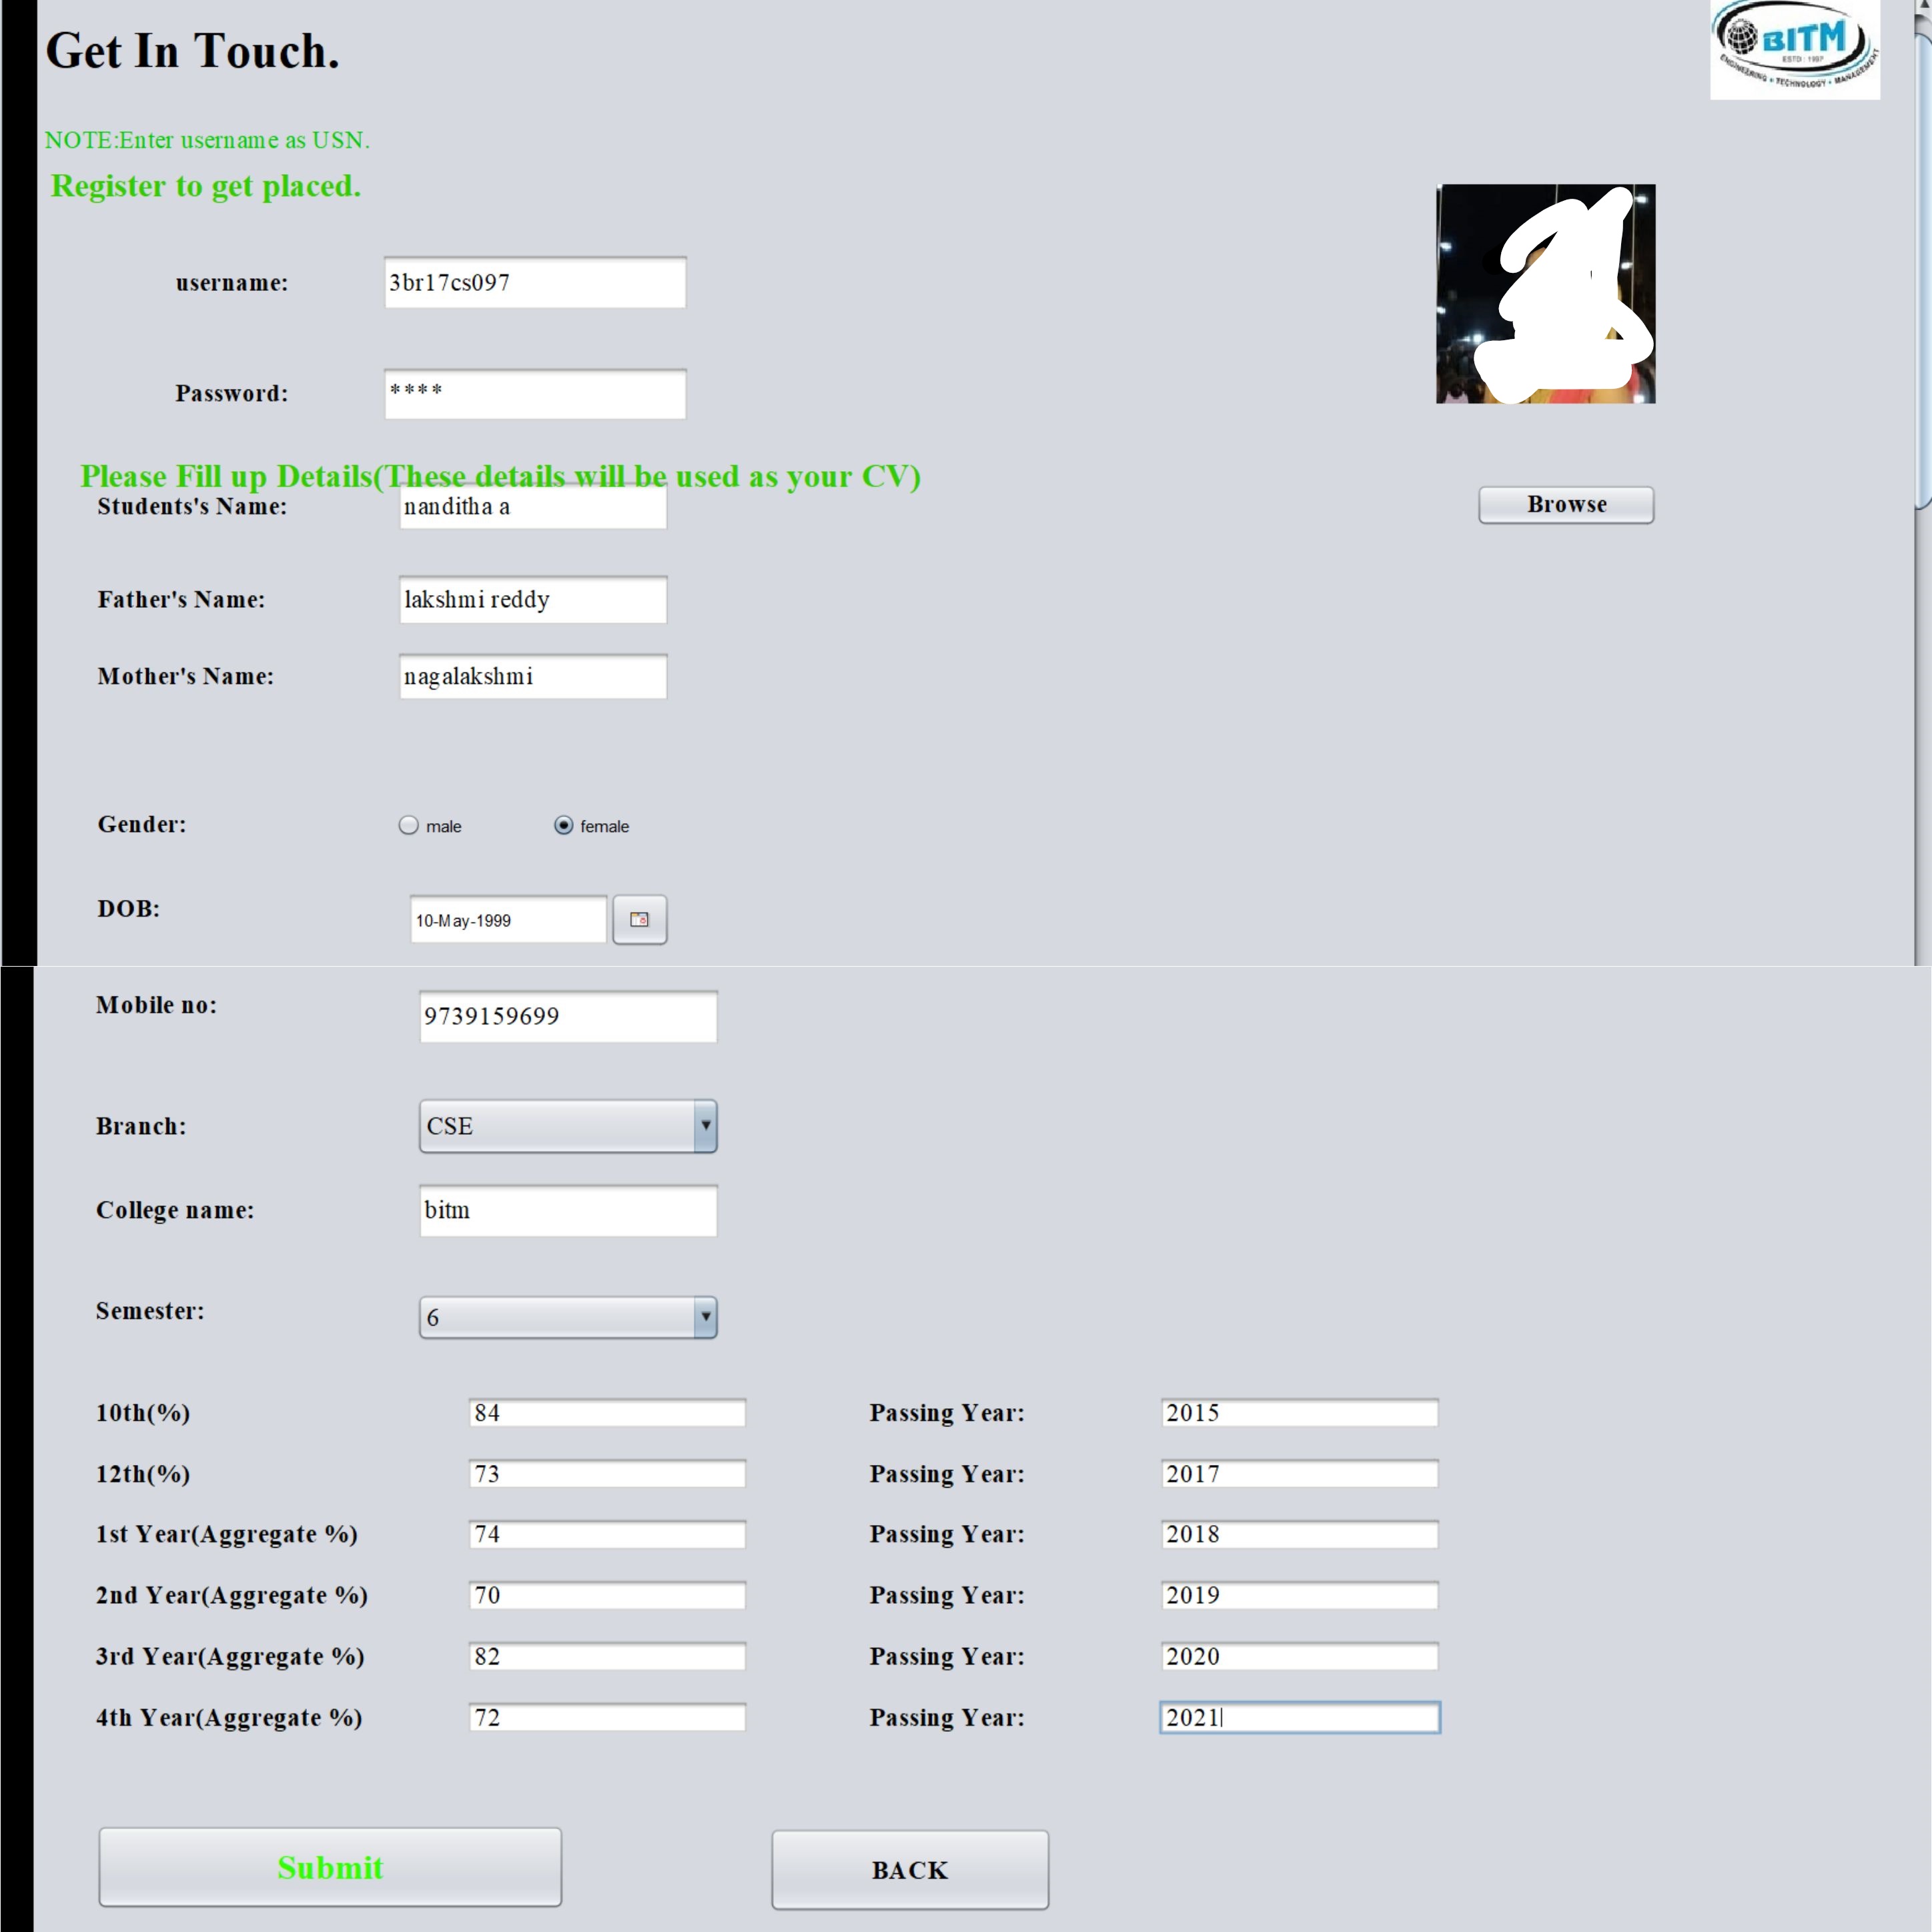 Get In Touch.
BITM
ESTD : 1997
ENGINEERING • TECHNOLOGY • MANAGEMENT
NOTE:Enter username as USN.
Register to get placed.
username: 3br17cs097
Password: ****
Please Fill up Details(These details will be used as your CV)
Students's Name: nanditha a
Browse
Father's Name: lakshmi reddy
Mother's Name: nagalakshmi
Gender: male female
DOB: 10-May-1999
Mobile no: 9739159699
Branch: CSE
College name: bitm
Semester: 6
10th(%) 84 Passing Year: 2015
12th(%) 73 Passing Year: 2017
1st Year(Aggregate %) 74 Passing Year: 2018
2nd Year(Aggregate %) 70 Passing Year: 2019
3rd Year(Aggregate %) 82 Passing Year: 2020
4th Year(Aggregate %) 72 Passing Year: 2021
Submit BACK